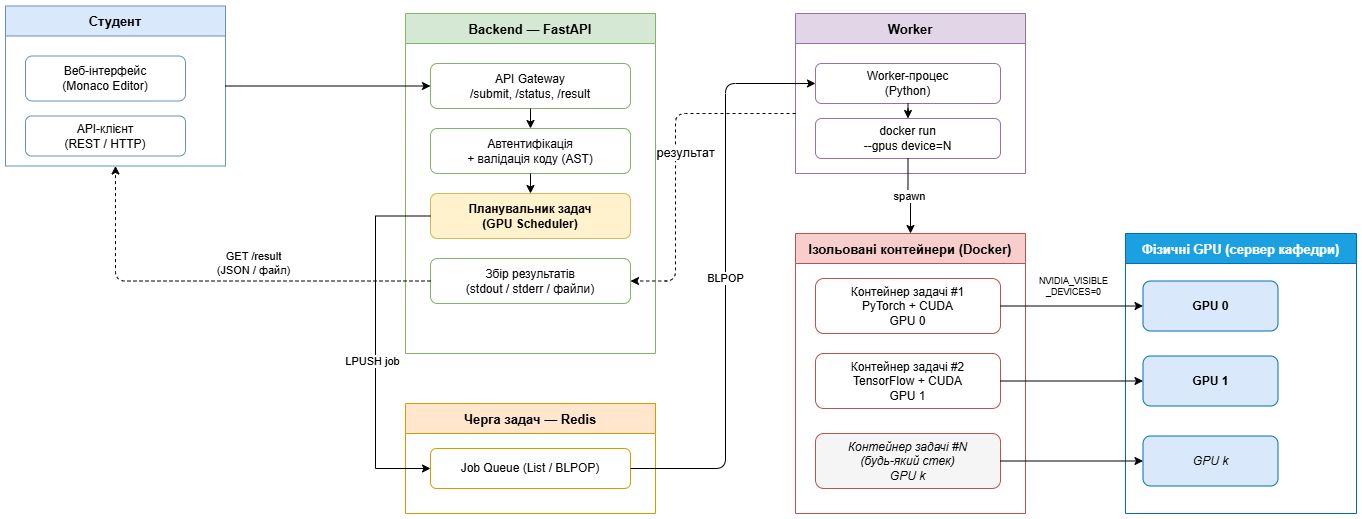 Студент
Веб-інтерфейс
(Monaco Editor)
API-клієнт
(REST / HTTP)
Backend — FastAPI
API Gateway
/submit, /status, /result
Автентифікація
+ валідація коду (AST)
Планувальник задач
(GPU Scheduler)
Збір результатів
(stdout / stderr / файли)
GET /result
(JSON / файл)
LPUSH job
Черга задач — Redis
Job Queue (List / BLPOP)
результат
BLPOP
Worker
Worker-процес
(Python)
docker run
--gpus device=N
spawn
Ізольовані контейнери (Docker)
Контейнер задачі #1
PyTorch + CUDA
GPU 0
Контейнер задачі #2
TensorFlow + CUDA
GPU 1
Контейнер задачі #N
(будь-який стек)
GPU k
NVIDIA_VISIBLE
_DEVICES=0
Фізичні GPU (сервер кафедри)
GPU 0
GPU 1
GPU k